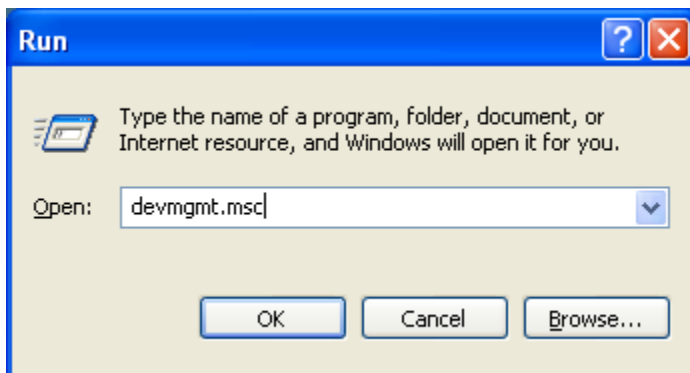 Run
Type the name of a program, folder, document, or
Internet resource, and Windows will open it for you.
Open: devmgmt.msc
OK Cancel Browse...